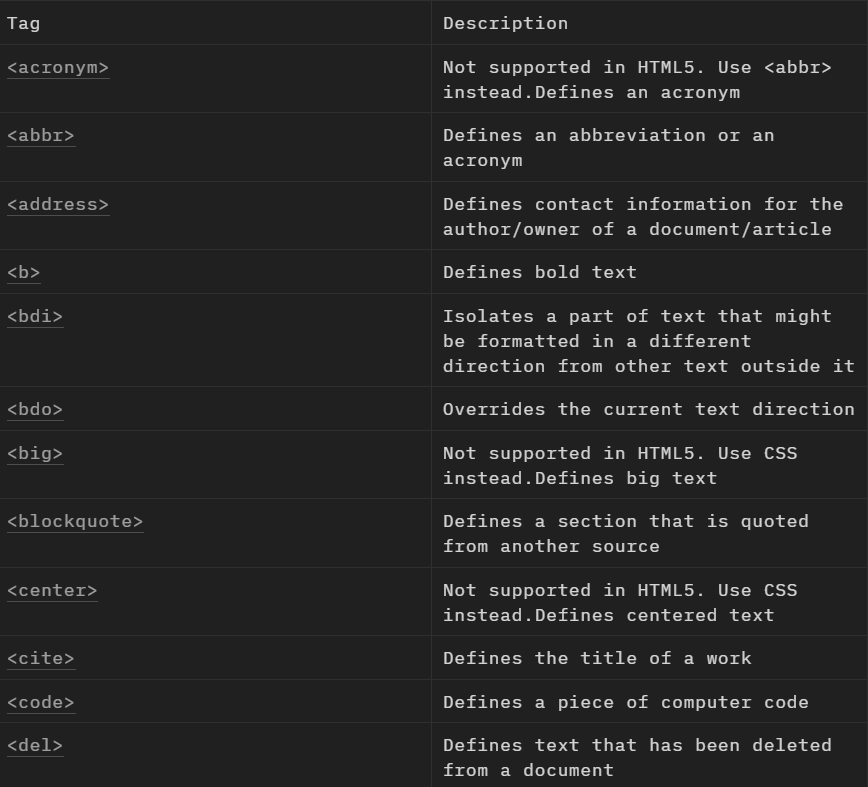 Tag Description
<acronym> Not supported in HTML5. Use <abbr>
instead.Defines an acronym
<abbr> Defines an abbreviation or an
acronym
<address> Defines contact information for the
author/owner of a document/article
<b> Defines bold text
<bdi> Isolates a part of text that might
be formatted in a different
direction from other text outside it
<bdo> Overrides the current text direction
<big> Not supported in HTML5. Use CSS
instead.Defines big text
<blockquote> Defines a section that is quoted
from another source
<center> Not supported in HTML5. Use CSS
instead.Defines centered text
<cite> Defines the title of a work
<code> Defines a piece of computer code
<del> Defines text that has been deleted
from a document